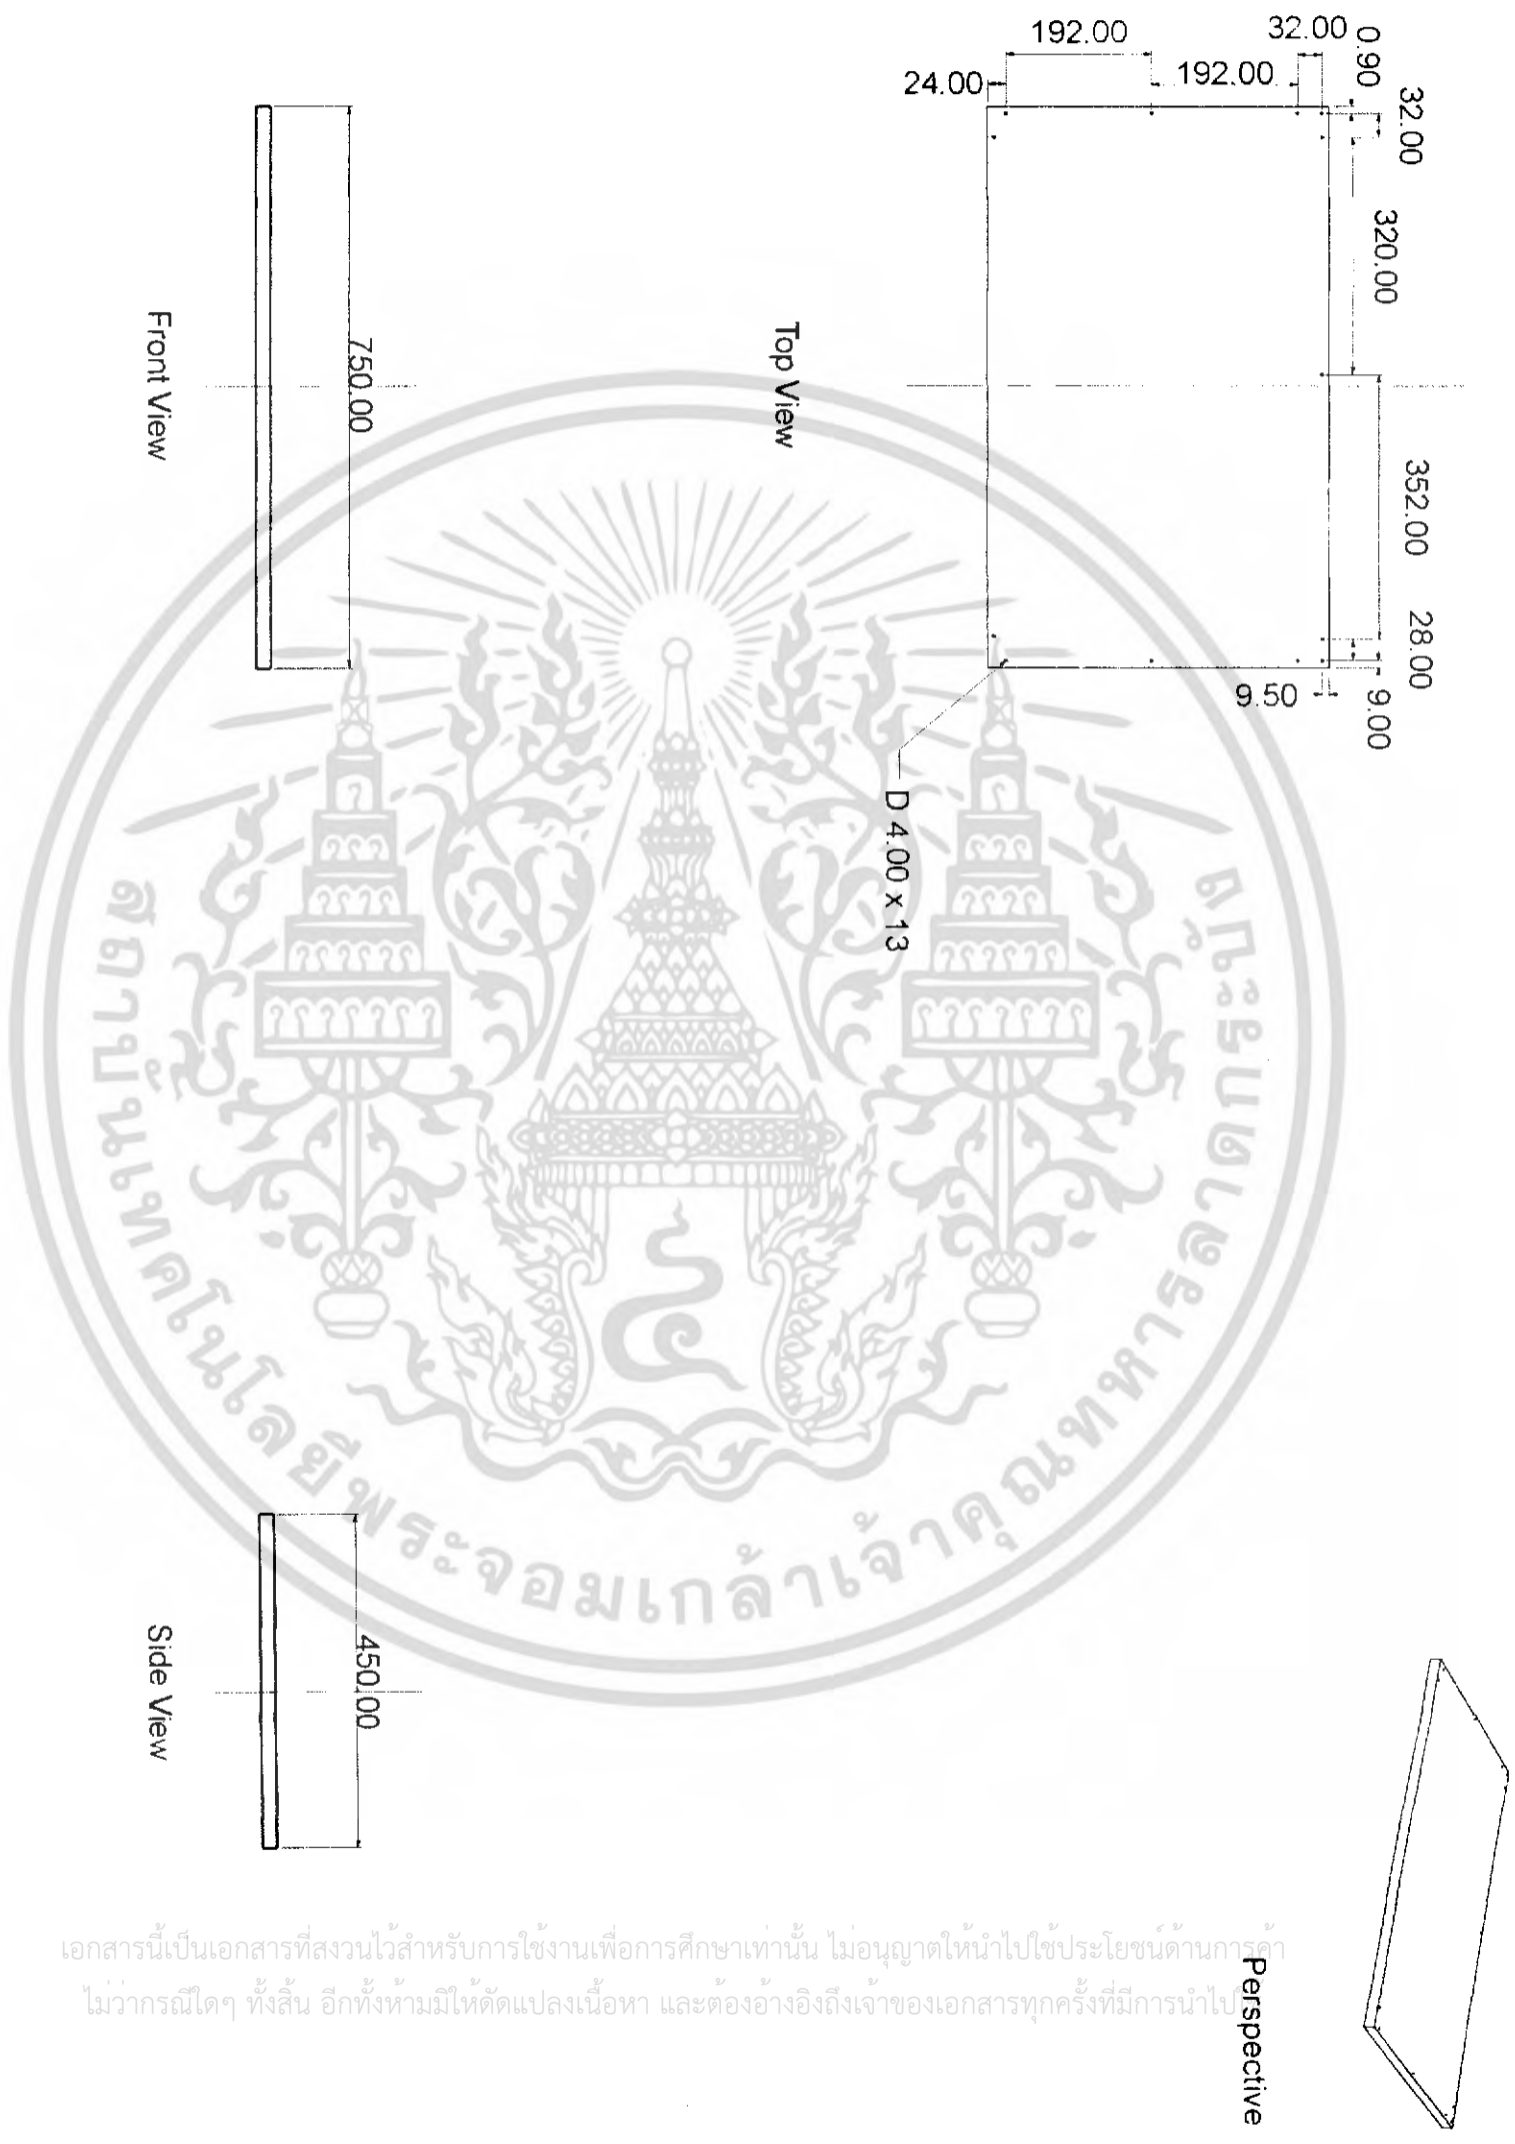 192.00
32.00
0.90
24.00
192.00
32.00
320.00
352.00
28.00
9.00
9.50
D 4.00 x 13
Top View
750.00
Front View
450.00
Side View
Perspective
สถาบันเทคโนโลยีพระจอมเกล้าเจ้าคุณทหารลาดกระบัง
เอกสารนี้เป็นเอกสารที่สงวนไว้สำหรับการใช้งานเพื่อการศึกษาเท่านั้น ไม่อนุญาตให้นำไปใช้ประโยชน์ด้านการค้า
ไม่ว่ากรณีใดๆ ทั้งสิ้น อีกทั้งห้ามมิให้ดัดแปลงเนื้อหา และต้องอ้างอิงถึงเจ้าของเอกสารทุกครั้งที่มีการนำไป